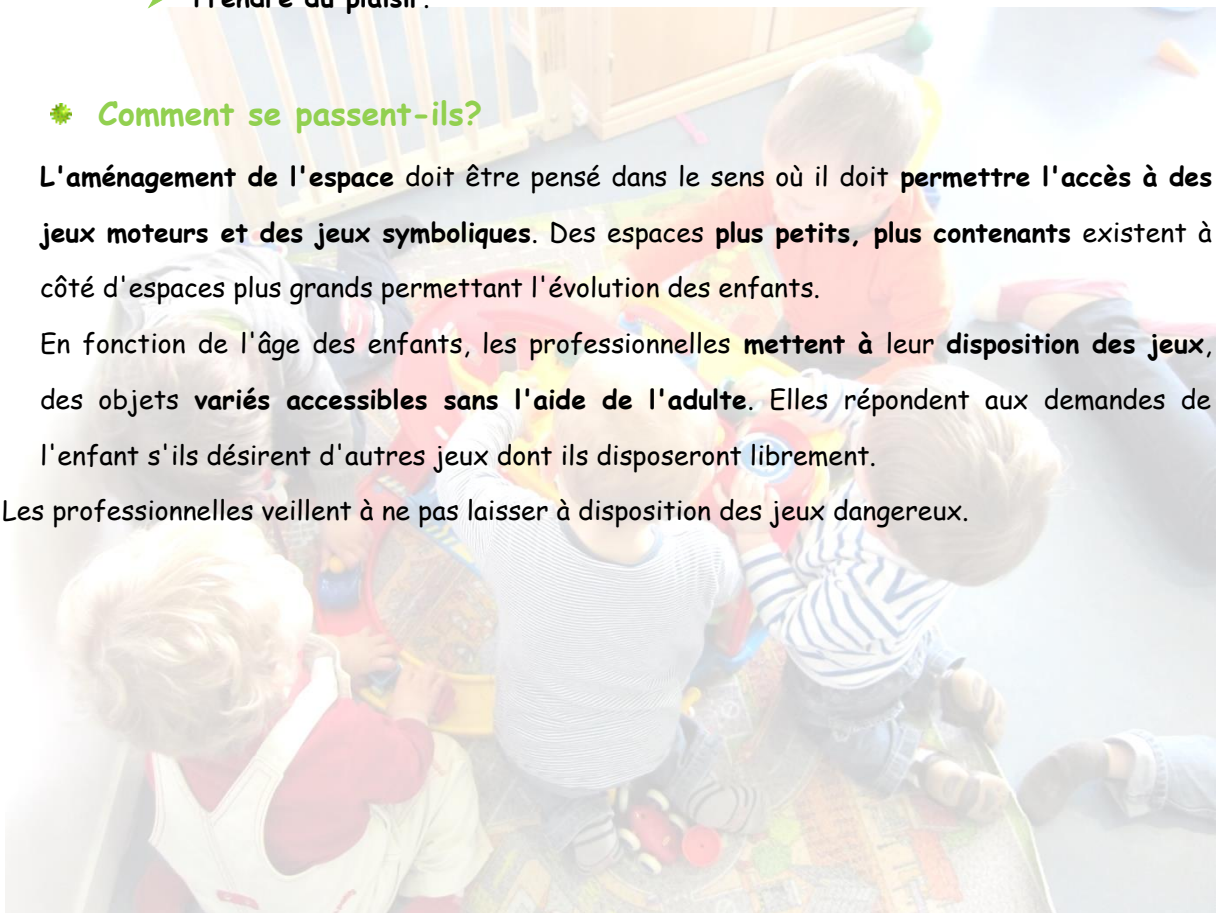 Prendre du plaisir.
Comment se passent-ils?
L'aménagement de l'espace doit être pensé dans le sens où il doit permettre l'accès à des
jeux moteurs et des jeux symboliques. Des espaces plus petits, plus contenants existent à
côté d'espaces plus grands permettant l'évolution des enfants.
En fonction de l'âge des enfants, les professionnelles mettent à leur disposition des jeux,
des objets variés accessibles sans l'aide de l'adulte. Elles répondent aux demandes de
l'enfant s'ils désirent d'autres jeux dont ils disposeront librement.
Les professionnelles veillent à ne pas laisser à disposition des jeux dangereux.